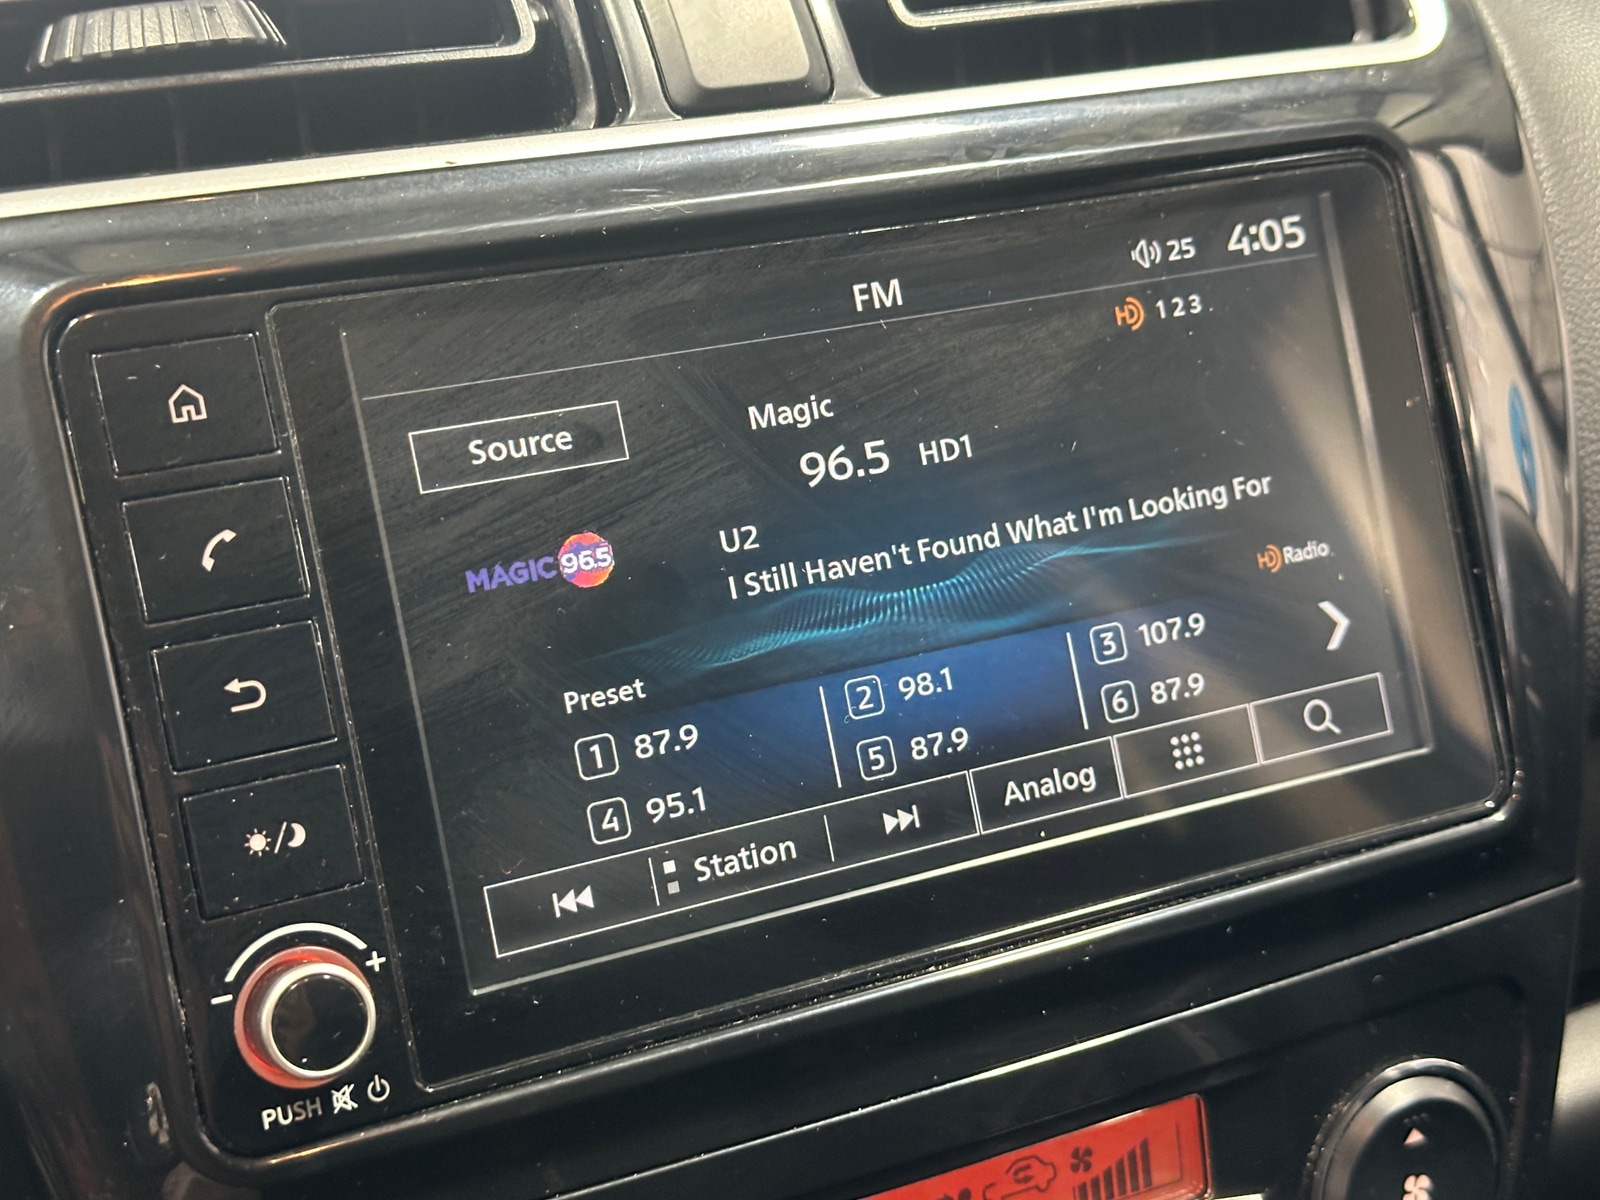 25 4:05
FM
HD 1 2 3
Source
Magic
96.5 HD1
MAGIC 96.5
U2
I Still Haven't Found What I'm Looking For
HD Radio
Preset
1 87.9
2 98.1
3 107.9
4 95.1
5 87.9
6 87.9
Station
Analog
- +
PUSH